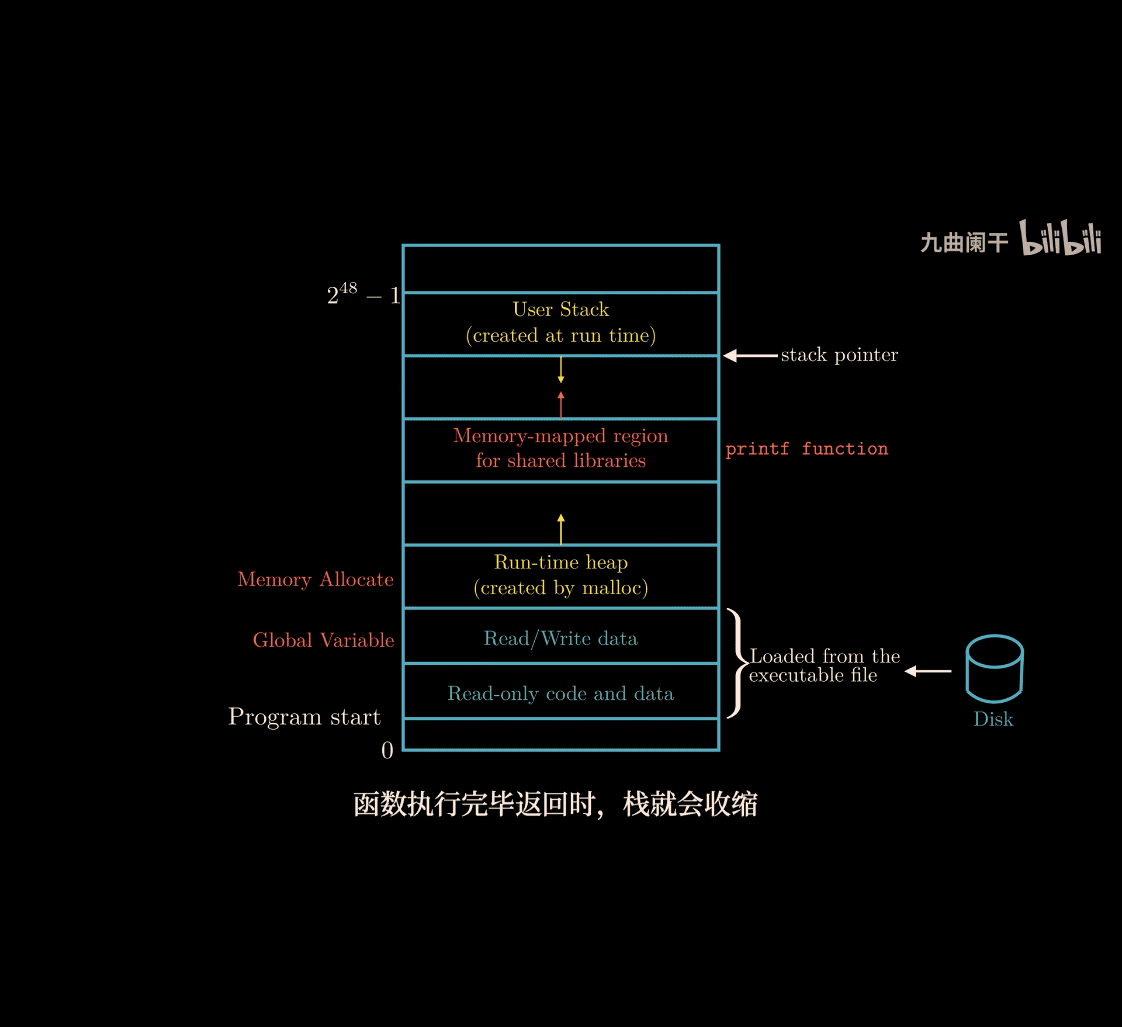 九曲阑干 bilibili
2^48 − 1
User Stack
(created at run time)
stack pointer
Memory-mapped region
for shared libraries
printf function
Run-time heap
(created by malloc)
Memory Allocate
Global Variable
Read/Write data
Loaded from the
executable file
Read-only code and data
Program start
Disk
0
函数执行完毕返回时，栈就会收缩